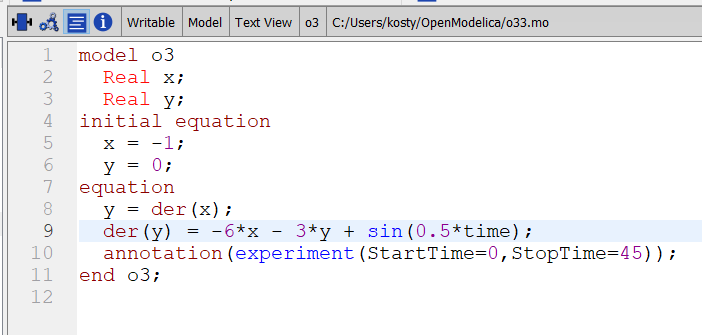 Writable Model Text View o3 C:/Users/kosty/OpenModelica/o33.mo
1 model o3
2   Real x;
3   Real y;
4 initial equation
5   x = -1;
6   y = 0;
7 equation
8   y = der(x);
9   der(y) = -6*x - 3*y + sin(0.5*time);
10   annotation(experiment(StartTime=0,StopTime=45));
11 end o3;
12